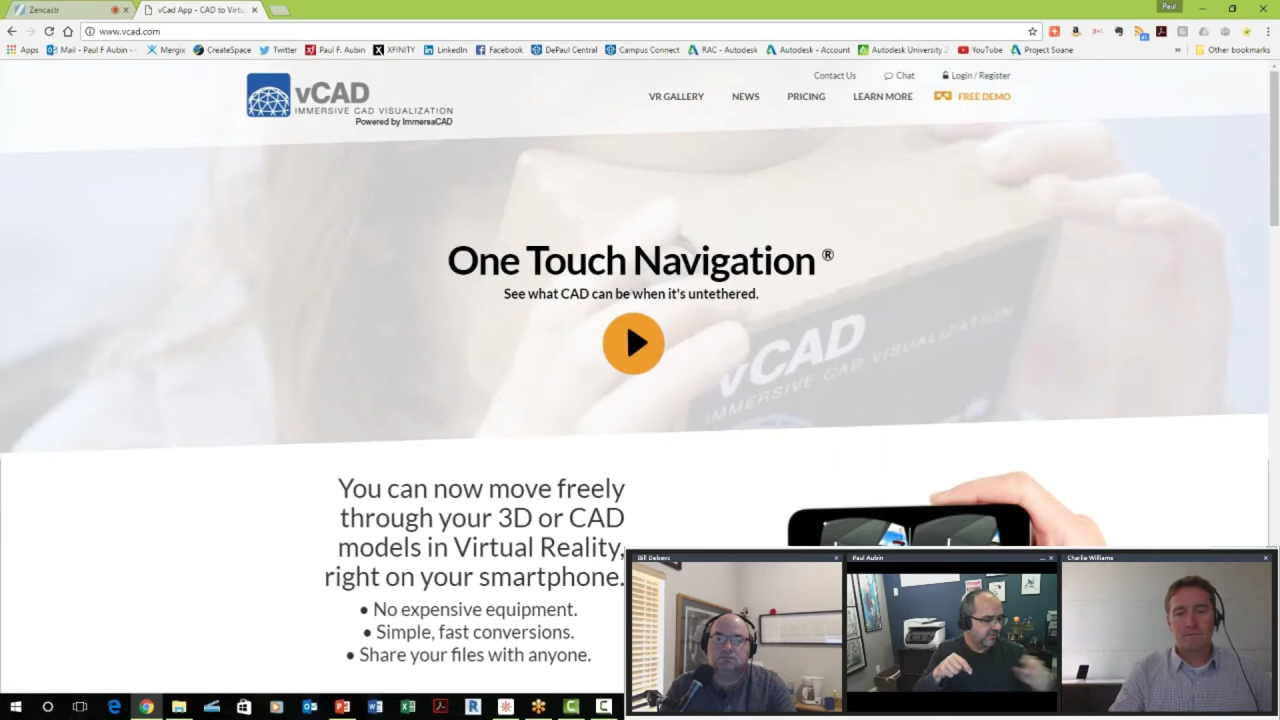 Zencastr
vCad App - CAD to Virtu
Paul
www.vcad.com
Apps
Mail - Paul F Aubin -
Mergix
CreateSpace
Twitter
Paul F. Aubin
XFINITY
LinkedIn
Facebook
DePaul Central
Campus Connect
RAC - Autodesk
Autodesk - Account
Autodesk University
YouTube
Project Soane
»
Other bookmarks
Contact Us
Chat
Login / Register
vCAD
IMMERSIVE CAD VISUALIZATION
Powered by ImmersaCAD
VR GALLERY
NEWS
PRICING
LEARN MORE
FREE DEMO
One Touch Navigation ®
See what CAD can be when it's untethered.
vCAD
IMMERSIVE CAD VISUALIZATION
You can now move freely
through your 3D or CAD
models in Virtual Reality,
right on your smartphone.
• No expensive equipment.
• Simple, fast conversions.
• Share your files with anyone.
Bill Debevc
Paul Aubin
Charlie Williams